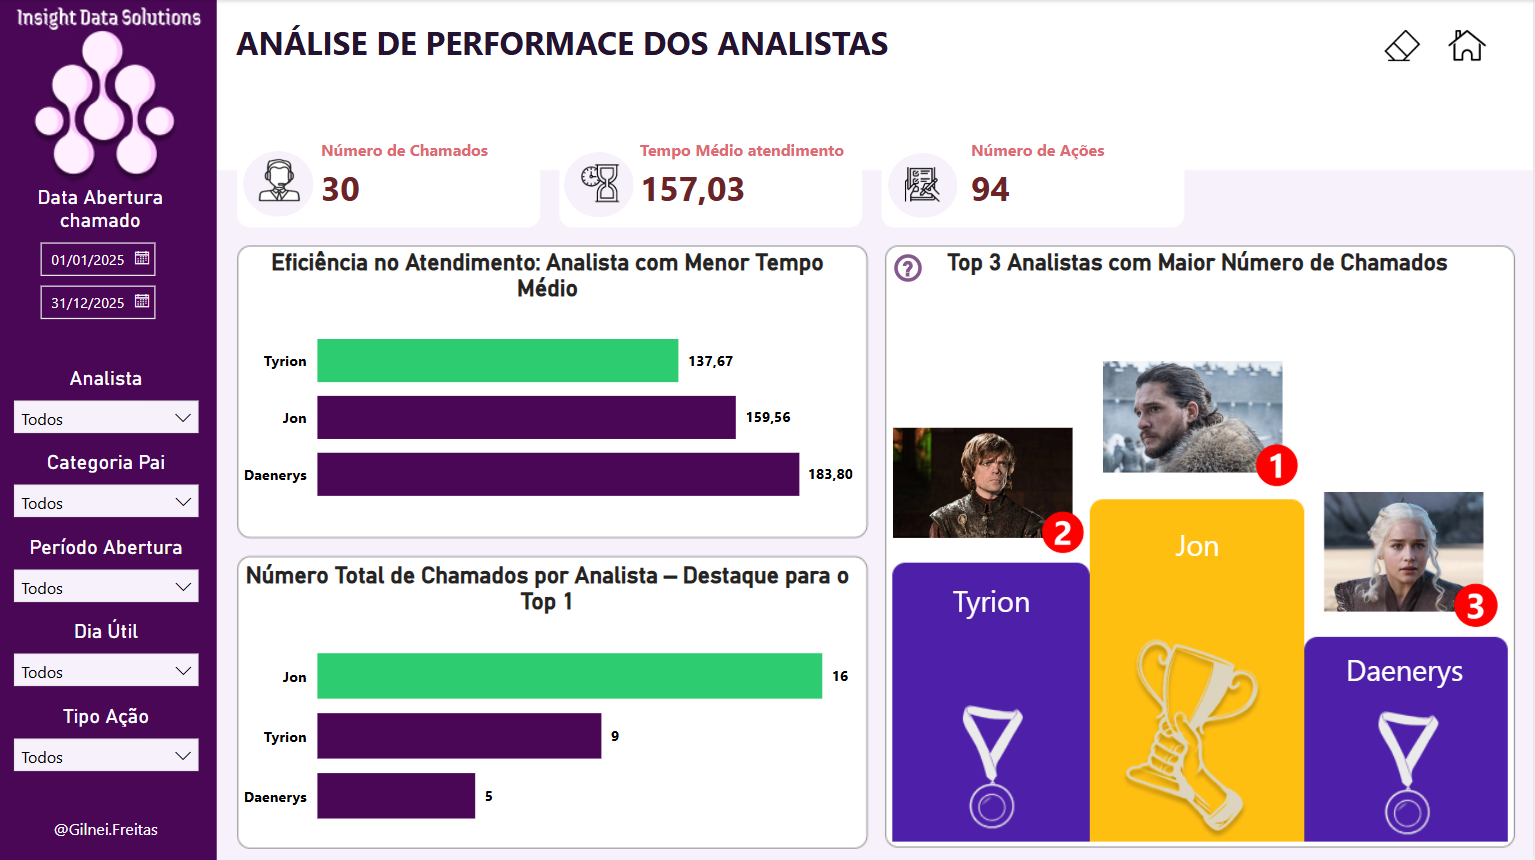 Insight Data Solutions
Data Abertura
chamado
01/01/2025
31/12/2025
Analista
Todos
Categoria Pai
Todos
Período Abertura
Todos
Dia Útil
Todos
Tipo Ação
Todos
@Gilnei.Freitas
ANÁLISE DE PERFORMACE DOS ANALISTAS
Número de Chamados
30
Tempo Médio atendimento
157,03
Número de Ações
94
Eficiência no Atendimento: Analista com Menor Tempo
Médio
Tyrion 137,67
Jon 159,56
Daenerys 183,80
Número Total de Chamados por Analista – Destaque para o
Top 1
Jon 16
Tyrion 9
Daenerys 5
?
Top 3 Analistas com Maior Número de Chamados
1
2
3
Jon
Tyrion
Daenerys